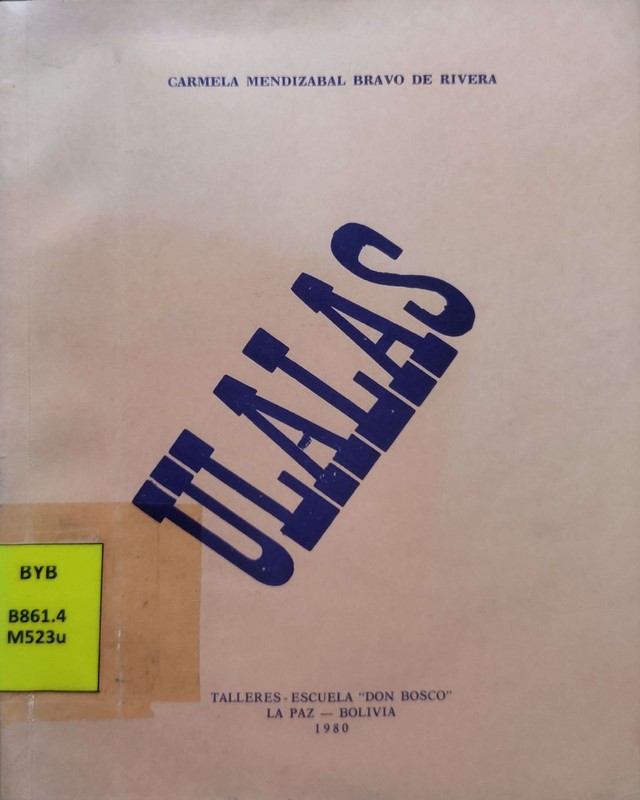 CARMELA MENDIZABAL BRAVO DE RIVERA
ULALAS
BYB
B861.4
M523u
TALLERES - ESCUELA "DON BOSCO"
LA PAZ — BOLIVIA
1980